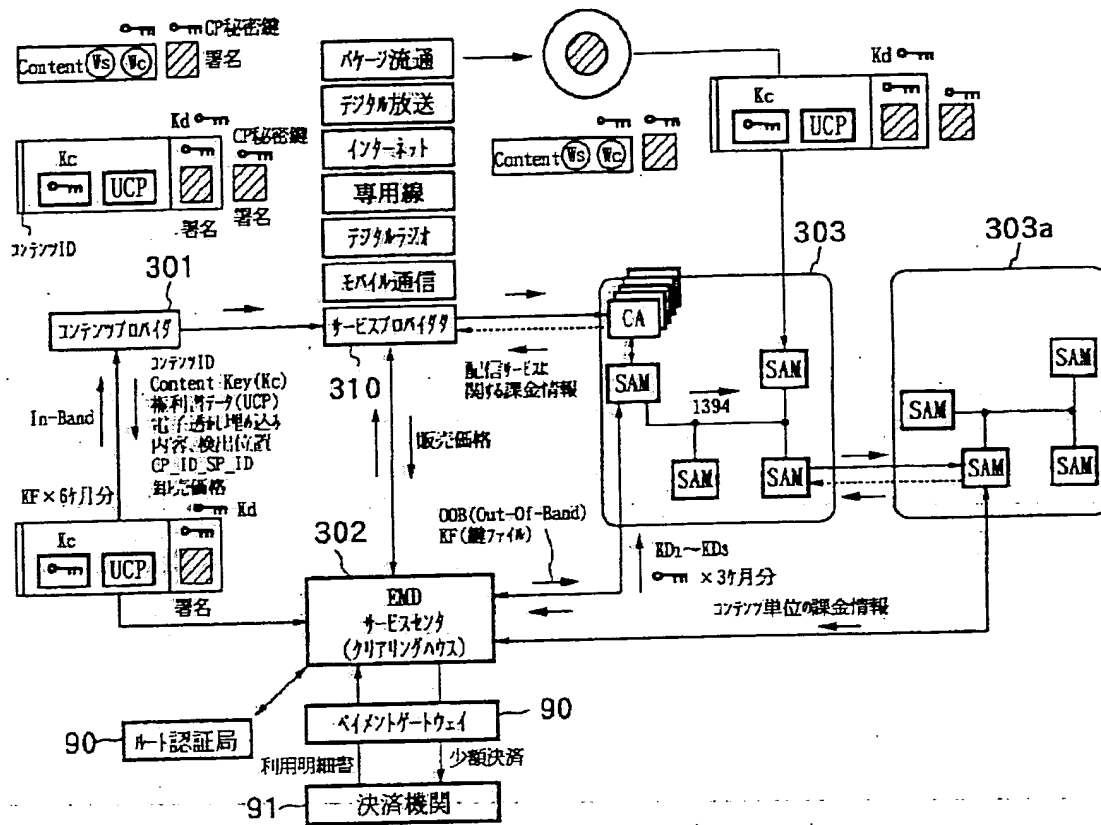 CP秘密鍵
Content Ws Wc
署名
Kd
CP秘密鍵
Kc
UCP
署名
署名
コンテンツID
パケージ流通
デジタル放送
インターネット
専用線
デジタルラジオ
モバイル通信
サービスプロバイダダ
310
Content Ws Wc
Kd
Kc
UCP
301
コンテンツプロバイダ
In-Band
コンテンツID
Content Key(Kc)
権利書データ(UCP)
電子透かし埋め込み
内容、検出位置
CP_ID_SP_ID
卸売価格
KF×6ヶ月分
Kd
Kc
UCP
署名
303
CA
SAM
SAM
1394
SAM
SAM
303a
SAM
SAM
SAM
SAM
配信サービスに
関する課金情報
販売価格
OOB(Out-Of-Band)
KF(鍵ファイル)
KD1～KD3
×3ヶ月分
コンテンツ単位の課金情報
302
EMD
サービスセンタ
(クリアリングハウス)
90
ルート認証局
ペイメントゲートウェイ
90
利用明細書
少額決済
91
決済機関